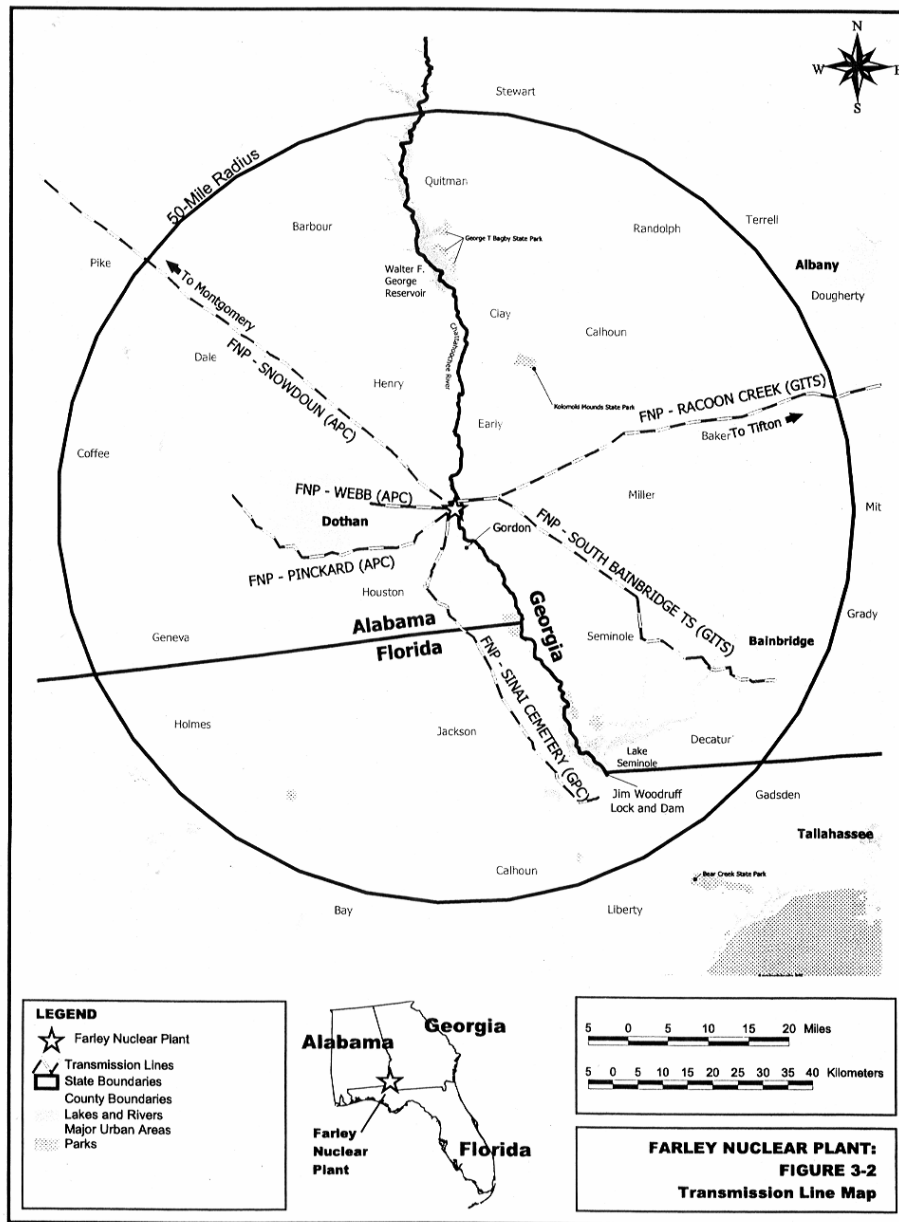 N
W
E
S
Stewart
50-Mile Radius
Quitman
Barbour
Randolph
Terrell
George T Bagby State Park
Pike
To Montgomery
Walter F.
George
Reservoir
Albany
Dougherty
Clay
Chattahoochee River
Calhoun
Dale
FNP - SNOWDOUN (APC)
Henry
Kolomoki Mounds State Park
FNP - RACOON CREEK (GITS)
Early
Baker
To Tifton
Coffee
FNP - WEBB (APC)
Miller
Mit
Dothan
Gordon
FNP - SOUTH BAINBRIDGE TS (GITS)
FNP - PINCKARD (APC)
Houston
Georgia
Grady
Alabama
Florida
Geneva
Seminole
Bainbridge
FNP - SINAI CEMETERY (GPC)
Holmes
Jackson
Decatur
Lake
Seminole
Jim Woodruff
Lock and Dam
Gadsden
Tallahassee
Calhoun
Bear Creek State Park
Bay
Liberty
LEGEND
Farley Nuclear Plant
Transmission Lines
State Boundaries
County Boundaries
Lakes and Rivers
Major Urban Areas
Parks
Alabama
Georgia
Farley
Nuclear
Plant
Florida
5 0 5 10 15 20 Miles
5 0 5 10 15 20 25 30 35 40 Kilometers
FARLEY NUCLEAR PLANT:
FIGURE 3-2
Transmission Line Map